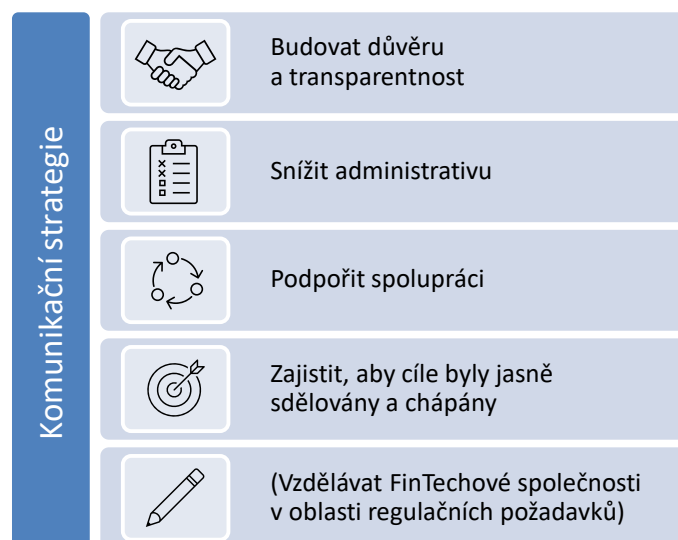 Komunikační strategie
Budovat důvěru
a transparentnost
Snížit administrativu
Podpořit spolupráci
Zajistit, aby cíle byly jasně
sdělovány a chápány
(Vzdělávat FinTechové společnosti
v oblasti regulačních požadavků)